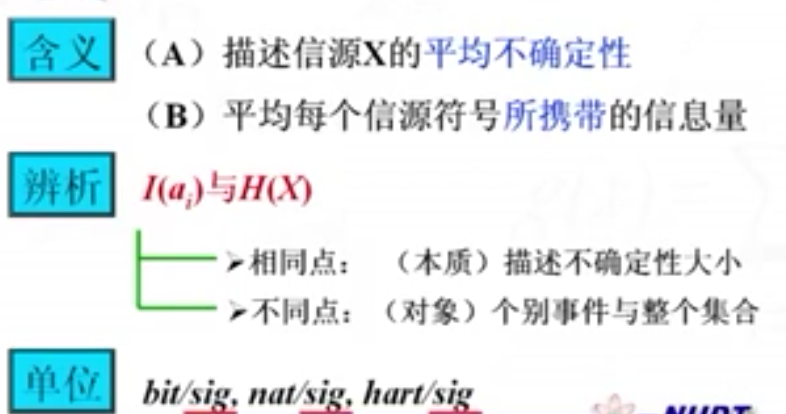 含义 （A）描述信源X的平均不确定性
（B）平均每个信源符号所携带的信息量
辨析 I(aᵢ)与H(X)
➢相同点：（本质）描述不确定性大小
➢不同点：（对象）个别事件与整个集合
单位 bit/sig, nat/sig, hart/sig